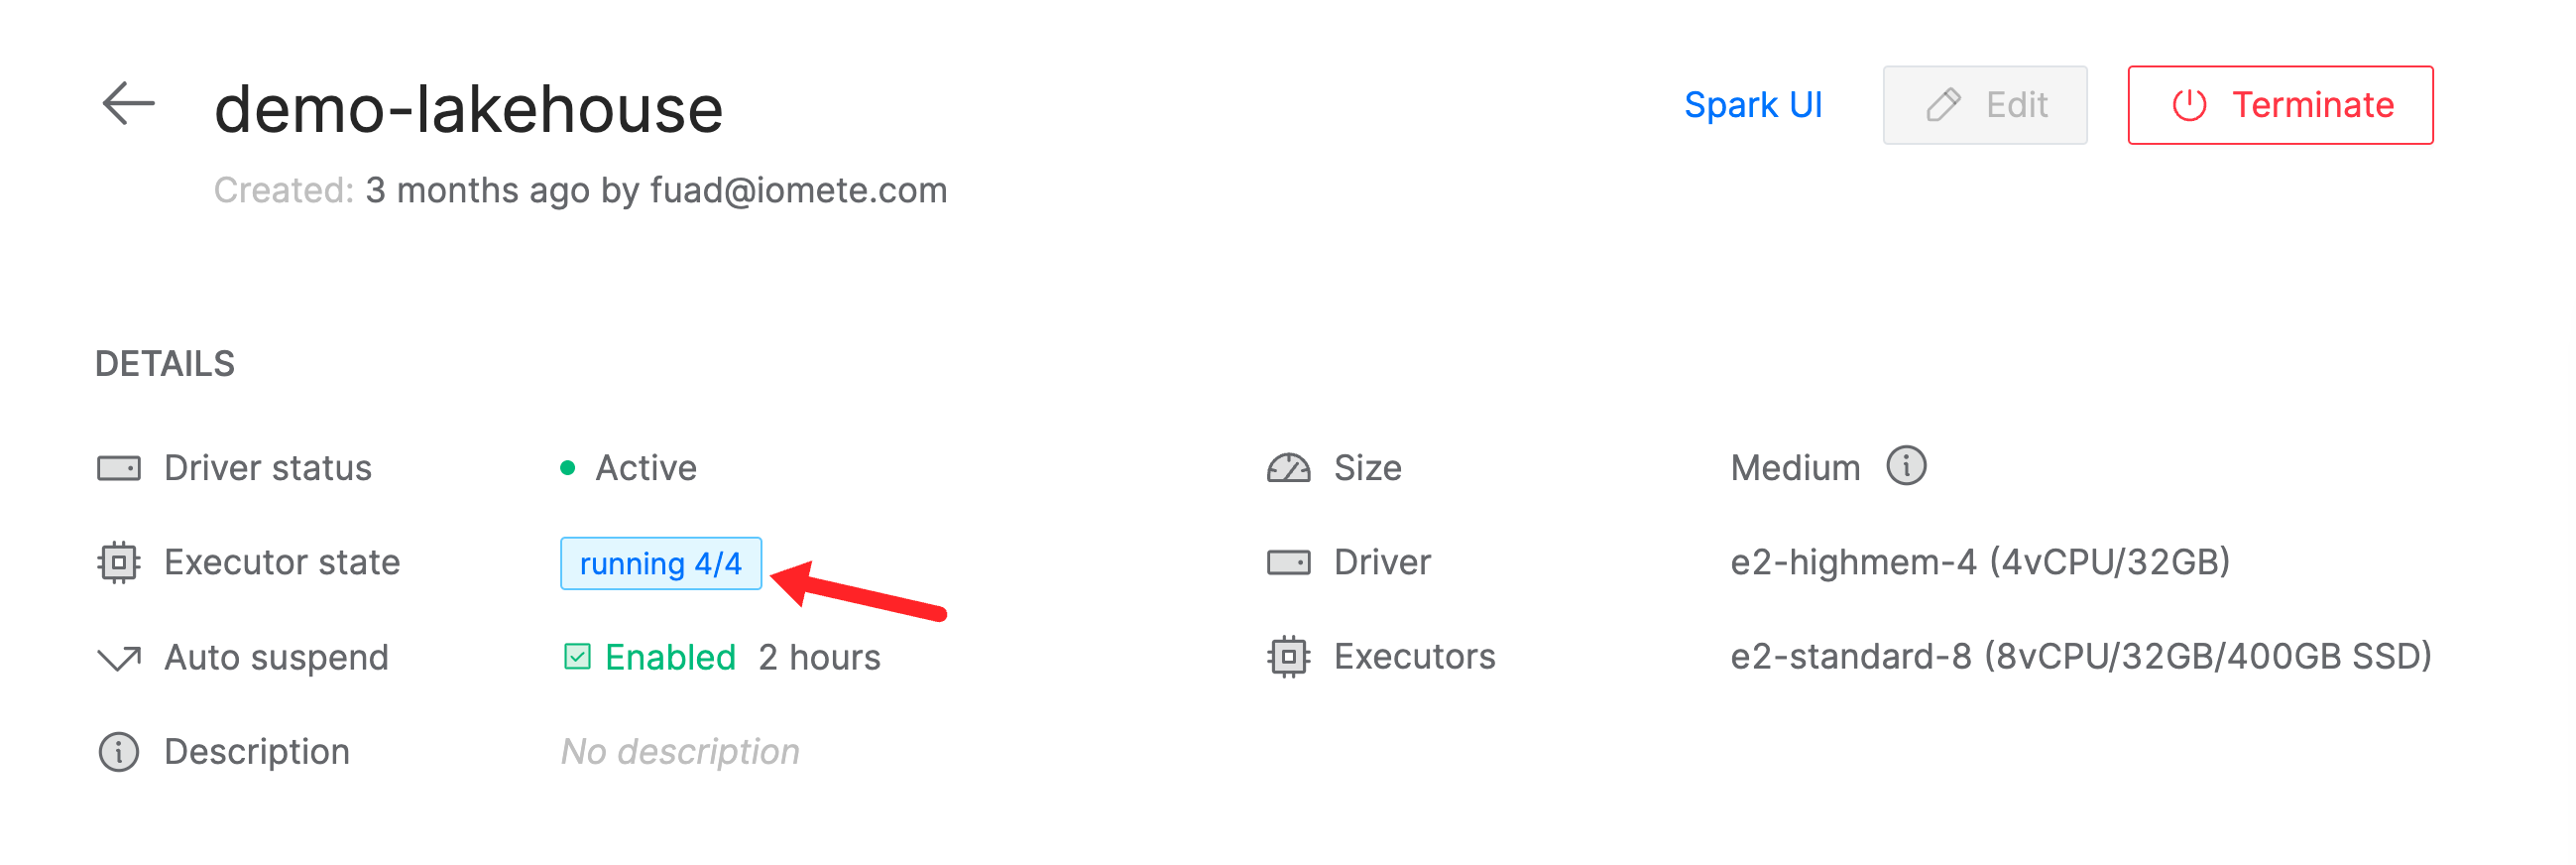 demo-lakehouse
Spark UI
Edit
Terminate
Created: 3 months ago by fuad@iomete.com
DETAILS
Driver status
Active
Size
Medium
Executor state
running 4/4
Driver
e2-highmem-4 (4vCPU/32GB)
Auto suspend
Enabled 2 hours
Executors
e2-standard-8 (8vCPU/32GB/400GB SSD)
Description
No description